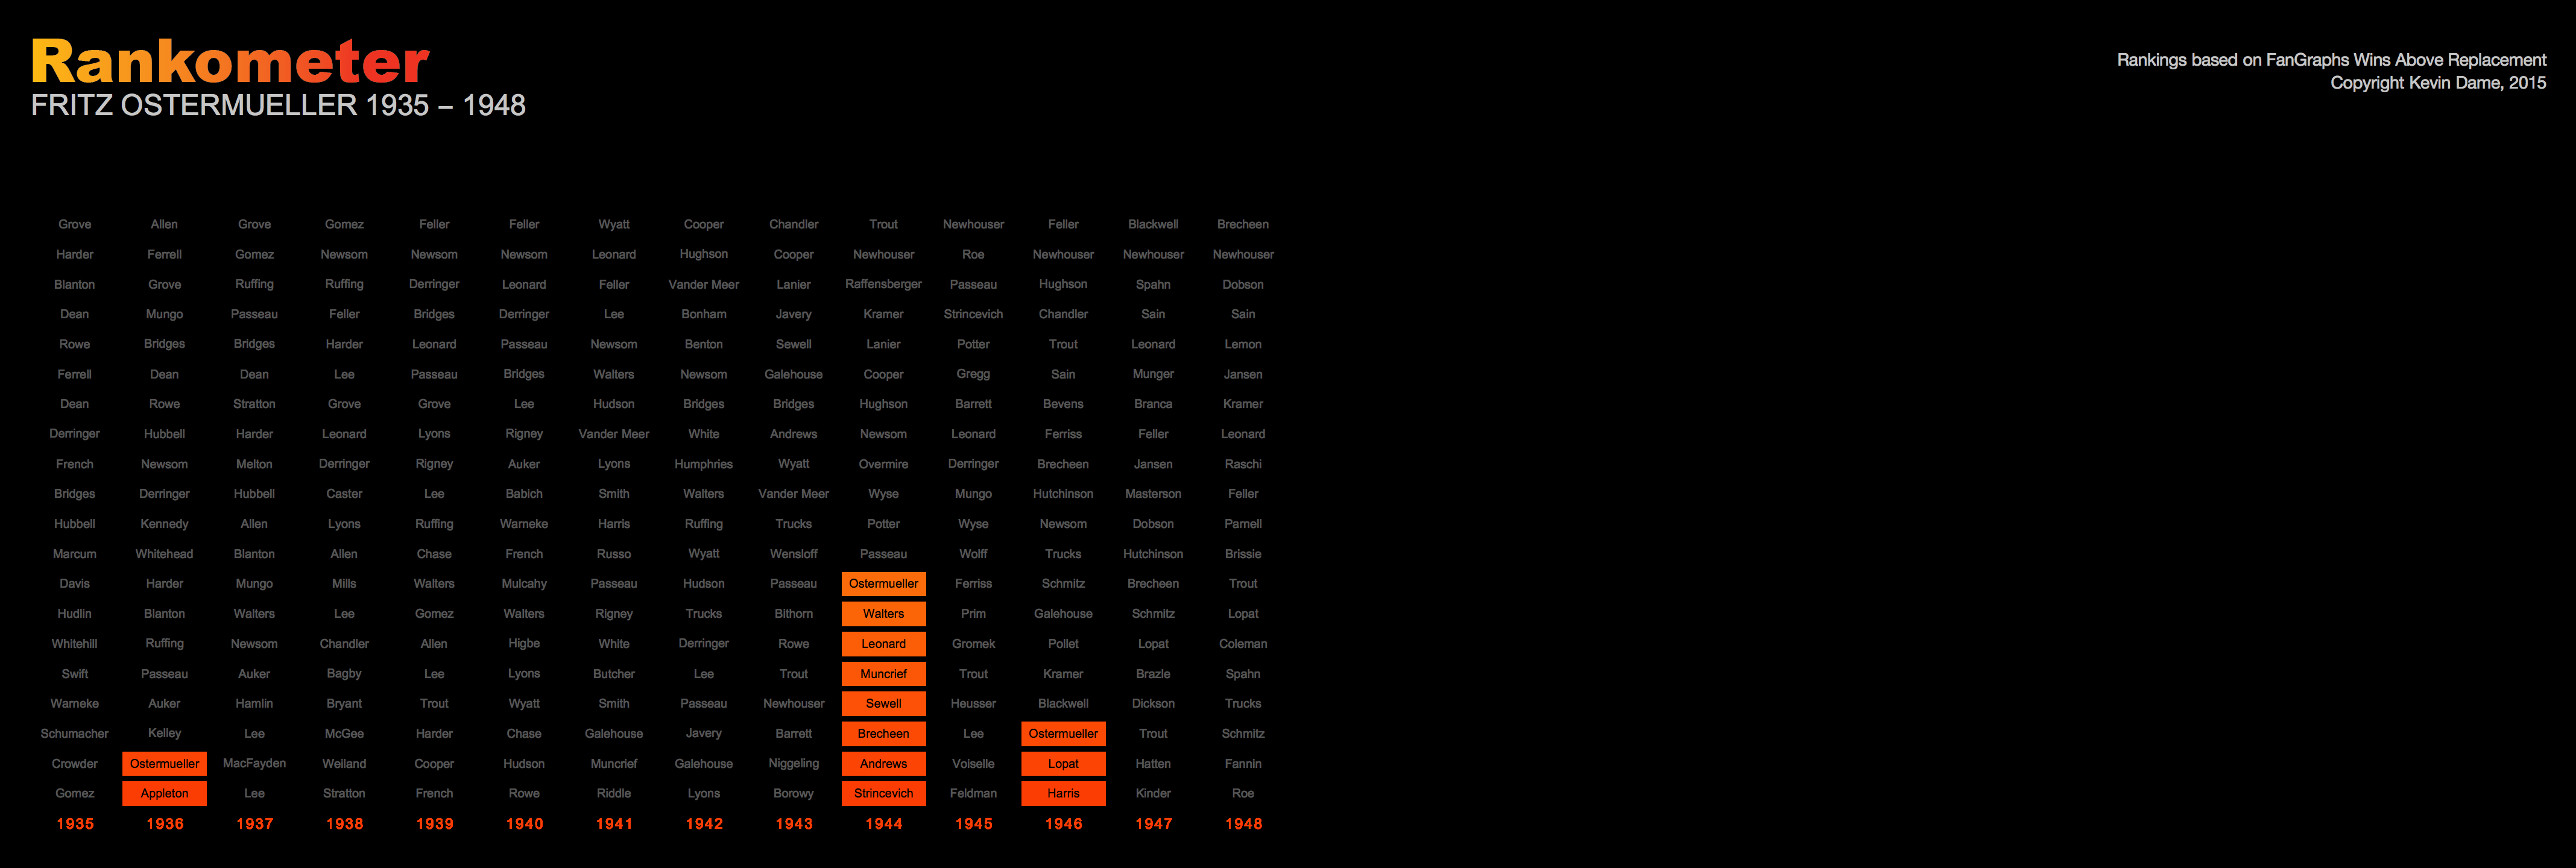 Rankometer
FRITZ OSTERMUELLER 1935 – 1948
Rankings based on FanGraphs Wins Above Replacement
Copyright Kevin Dame, 2015
Grove Allen Grove Gomez Feller Feller Wyatt Cooper Chandler Trout Newhouser Feller Blackwell Brecheen
Harder Ferrell Gomez Newsom Newsom Newsom Leonard Hughson Cooper Newhouser Roe Newhouser Newhouser Newhouser
Blanton Grove Ruffing Ruffing Derringer Leonard Feller Vander Meer Lanier Raffensberger Passeau Hughson Spahn Dobson
Dean Mungo Passeau Feller Bridges Derringer Lee Bonham Javery Kramer Strincevich Chandler Sain Sain
Rowe Bridges Bridges Harder Leonard Passeau Newsom Benton Sewell Lanier Potter Trout Leonard Lemon
Ferrell Dean Dean Lee Passeau Bridges Walters Newsom Galehouse Cooper Gregg Sain Munger Jansen
Dean Rowe Stratton Grove Grove Lee Hudson Bridges Bridges Hughson Barrett Bevens Branca Kramer
Derringer Hubbell Harder Leonard Lyons Rigney Vander Meer White Andrews Newsom Leonard Ferriss Feller Leonard
French Newsom Melton Derringer Rigney Auker Lyons Humphries Wyatt Overmire Derringer Brecheen Jansen Raschi
Bridges Derringer Hubbell Caster Lee Babich Smith Walters Vander Meer Wyse Mungo Hutchinson Masterson Feller
Hubbell Kennedy Allen Lyons Ruffing Warneke Harris Ruffing Trucks Potter Wyse Newsom Dobson Parnell
Marcum Whitehead Blanton Allen Chase French Russo Wyatt Wensloff Passeau Wolff Trucks Hutchinson Brissie
Davis Harder Mungo Mills Walters Mulcahy Passeau Hudson Passeau Ostermueller Ferriss Schmitz Brecheen Trout
Hudlin Blanton Walters Lee Gomez Walters Rigney Trucks Bithorn Walters Prim Galehouse Schmitz Lopat
Whitehill Ruffing Newsom Chandler Allen Higbe White Derringer Rowe Leonard Gromek Pollet Lopat Coleman
Swift Passeau Auker Bagby Lee Lyons Butcher Lee Trout Muncrief Trout Kramer Brazle Spahn
Warneke Auker Hamlin Bryant Trout Wyatt Smith Passeau Newhouser Sewell Heusser Blackwell Dickson Trucks
Schumacher Kelley Lee McGee Harder Chase Galehouse Javery Barrett Brecheen Lee Ostermueller Trout Schmitz
Crowder Ostermueller MacFayden Weiland Cooper Hudson Muncrief Galehouse Niggeling Andrews Voiselle Lopat Hatten Fannin
Gomez Appleton Lee Stratton French Rowe Riddle Lyons Borowy Strincevich Feldman Harris Kinder Roe
1935 1936 1937 1938 1939 1940 1941 1942 1943 1944 1945 1946 1947 1948